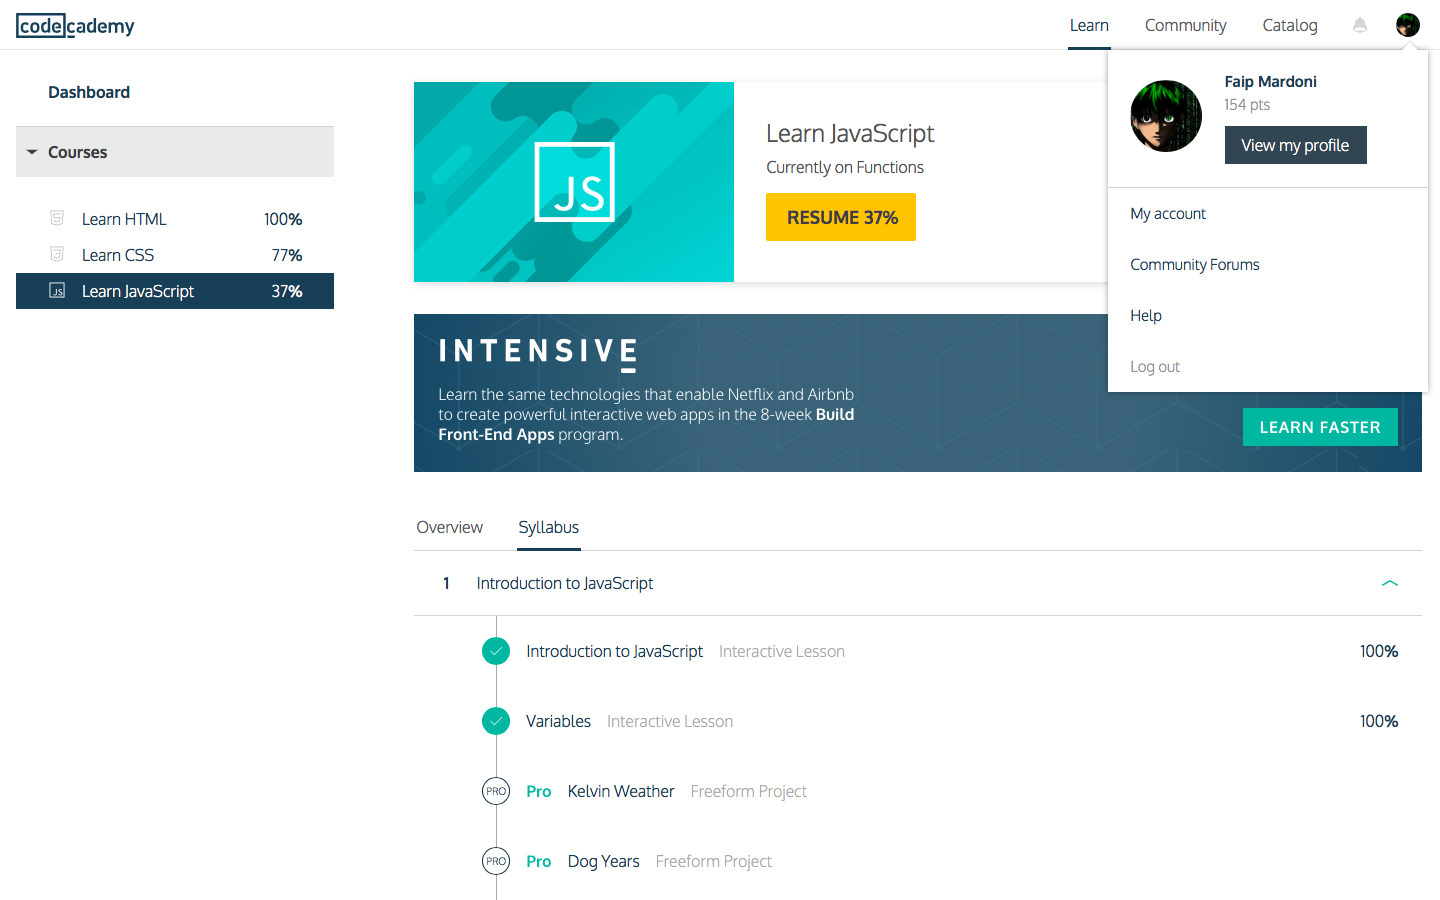 codecademy
Learn
Community
Catalog
Dashboard
Courses
Learn HTML 100%
Learn CSS 77%
JS Learn JavaScript 37%
JS
Learn JavaScript
Currently on Functions
RESUME 37%
Faip Mardoni
154 pts
View my profile
My account
Community Forums
Help
Log out
INTENSIVE
Learn the same technologies that enable Netflix and Airbnb
to create powerful interactive web apps in the 8-week Build
Front-End Apps program.
LEARN FASTER
Overview Syllabus
1 Introduction to JavaScript
Introduction to JavaScript Interactive Lesson 100%
Variables Interactive Lesson 100%
PRO Pro Kelvin Weather Freeform Project
PRO Pro Dog Years Freeform Project